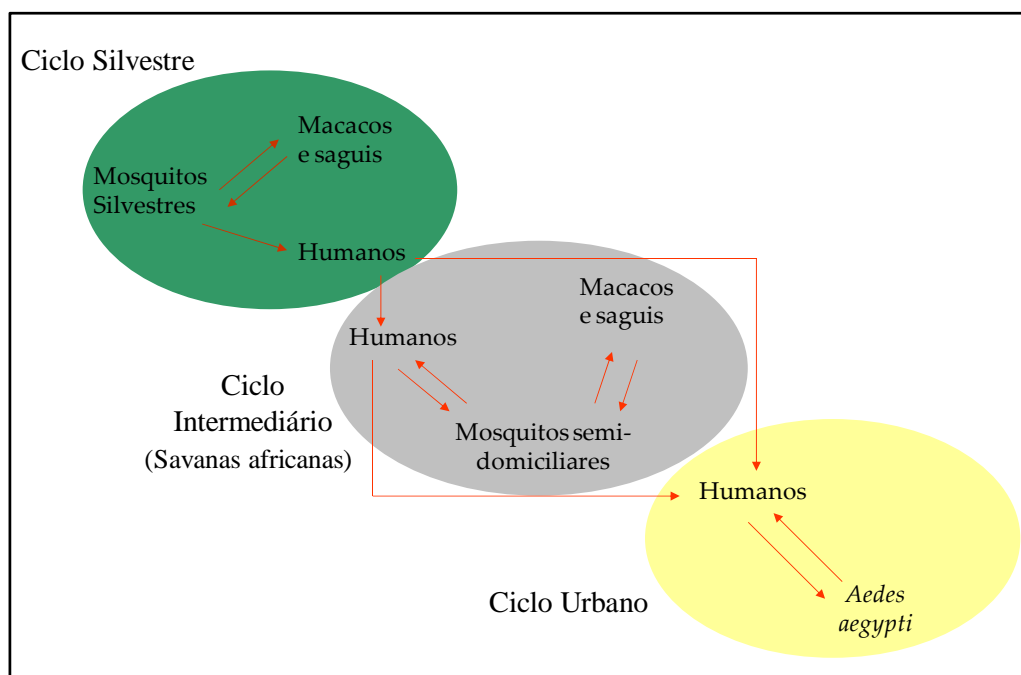 Ciclo Silvestre
Macacos
e saguis
Mosquitos
Silvestres
Humanos
Macacos
e saguis
Humanos
Ciclo
Intermediário
(Savanas africanas)
Mosquitos semi-
domiciliares
Humanos
Ciclo Urbano
Aedes
aegypti